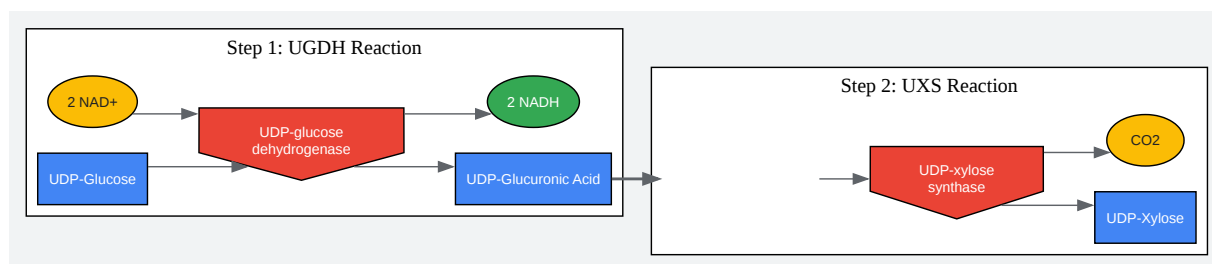 Step 1: UGDH Reaction
2 NAD+
2 NADH
UDP-glucose
dehydrogenase
UDP-Glucose
UDP-Glucuronic Acid
Step 2: UXS Reaction
CO2
UDP-xylose
synthase
UDP-Xylose